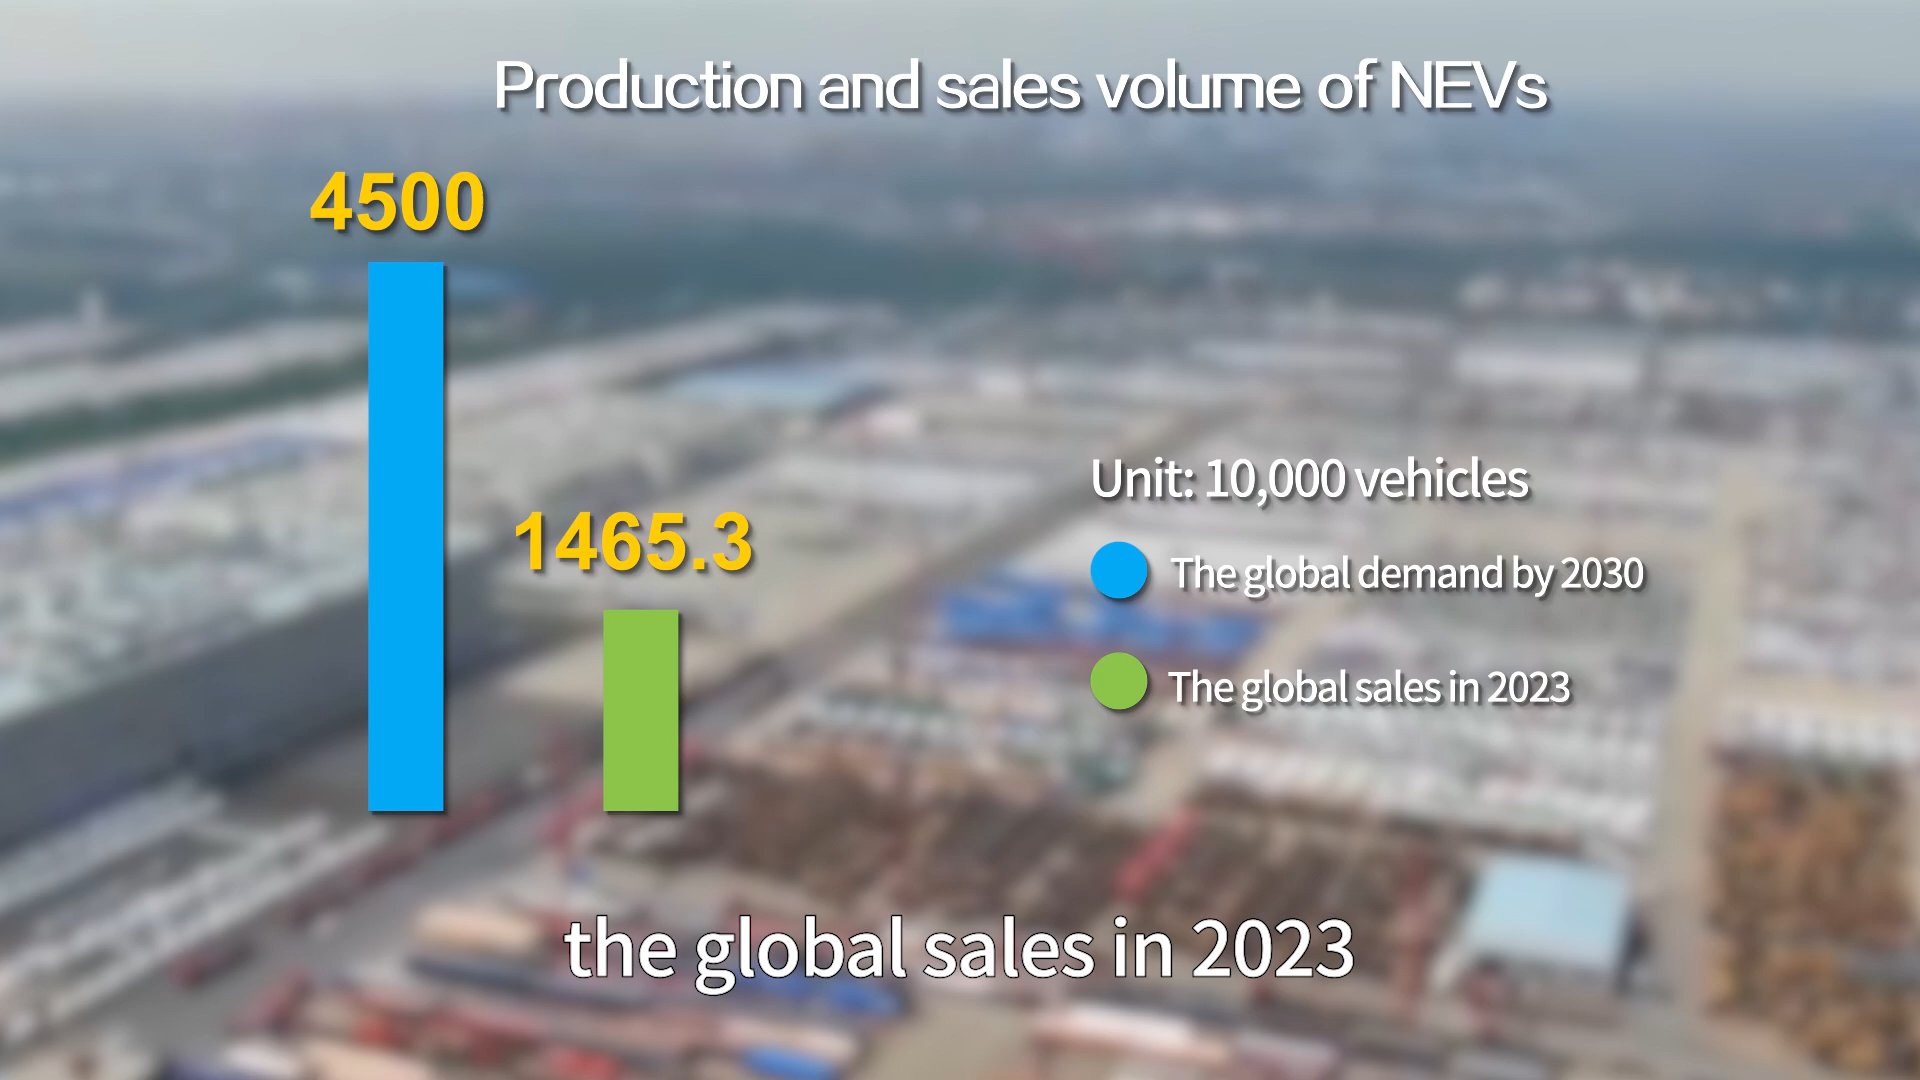 Production and sales volume of NEVs
4500
1465.3
Unit: 10,000 vehicles
The global demand by 2030
The global sales in 2023
the global sales in 2023